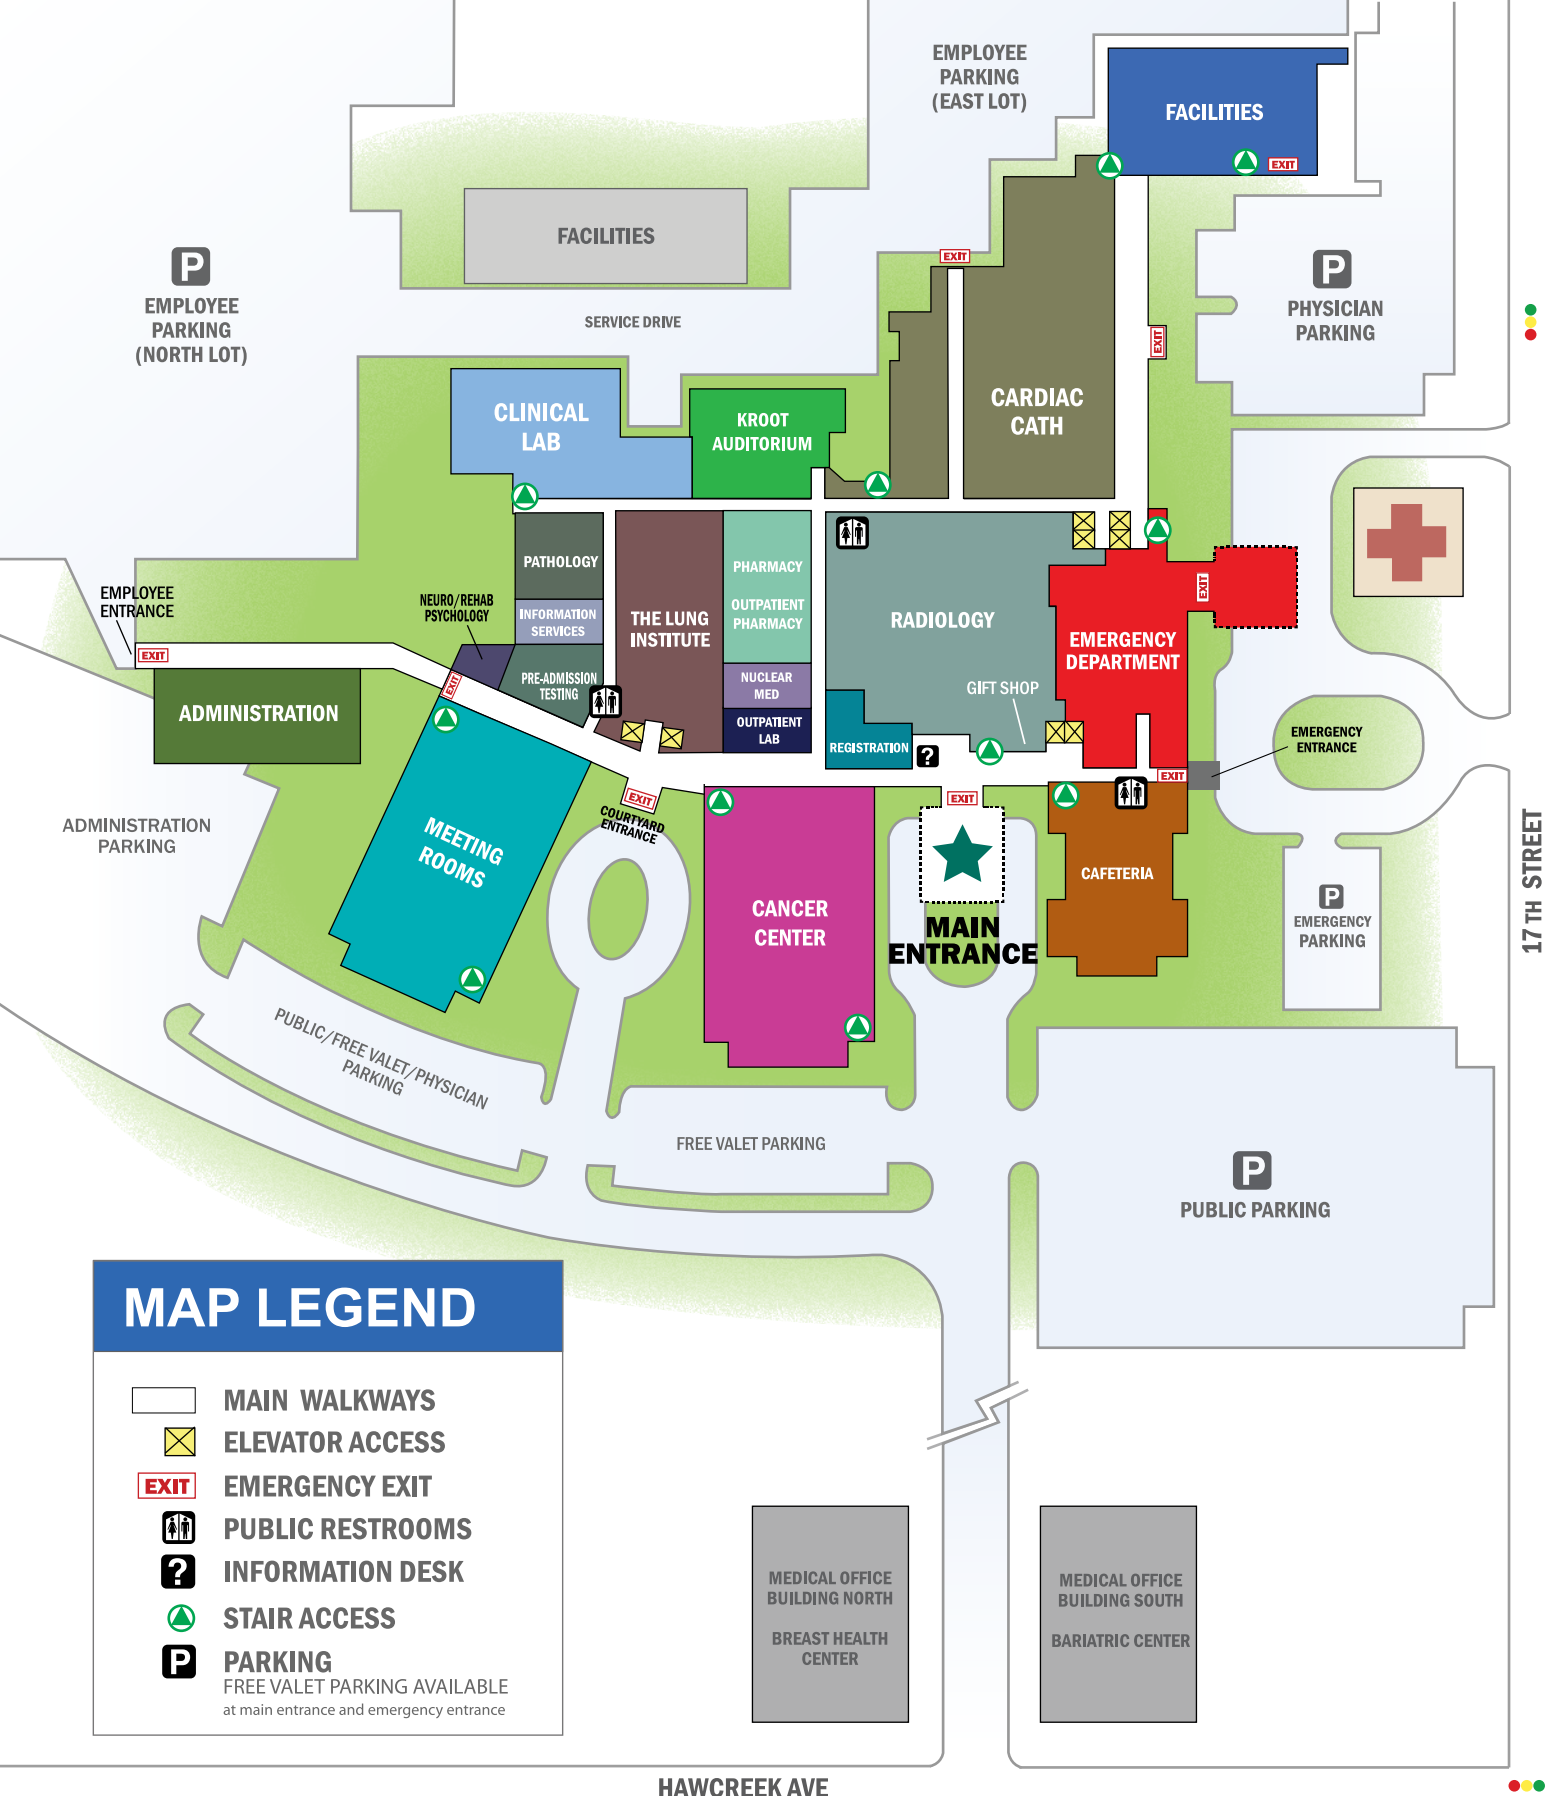 EMPLOYEE
PARKING
(EAST LOT)
FACILITIES
EXIT
FACILITIES
P
EMPLOYEE
PARKING
(NORTH LOT)
EXIT
P
PHYSICIAN
PARKING
SERVICE DRIVE
EXIT
CLINICAL
LAB
KROOT
AUDITORIUM
CARDIAC
CATH
PATHOLOGY
PHARMACY
EMPLOYEE
ENTRANCE
NEURO/REHAB
PSYCHOLOGY
INFORMATION
SERVICES
THE LUNG
INSTITUTE
OUTPATIENT
PHARMACY
RADIOLOGY
EXIT
EMERGENCY
DEPARTMENT
EXIT
EXIT
PRE-ADMISSION
TESTING
NUCLEAR
MED
GIFT SHOP
ADMINISTRATION
OUTPATIENT
LAB
REGISTRATION
?
EMERGENCY
ENTRANCE
EXIT
EXIT
EXIT
COURTYARD
ENTRANCE
ADMINISTRATION
PARKING
MEETING
ROOMS
CANCER
CENTER
MAIN
ENTRANCE
CAFETERIA
P
EMERGENCY
PARKING
17TH STREET
PUBLIC/FREE VALET/PHYSICIAN
PARKING
FREE VALET PARKING
P
PUBLIC PARKING
MAP LEGEND
MAIN WALKWAYS
ELEVATOR ACCESS
EXIT EMERGENCY EXIT
PUBLIC RESTROOMS
? INFORMATION DESK
STAIR ACCESS
P PARKING
FREE VALET PARKING AVAILABLE
at main entrance and emergency entrance
MEDICAL OFFICE
BUILDING NORTH
BREAST HEALTH
CENTER
MEDICAL OFFICE
BUILDING SOUTH
BARIATRIC CENTER
HAWCREEK AVE